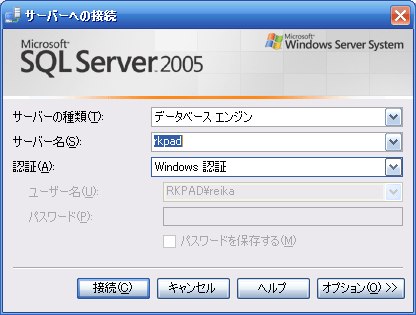 サーバーへの接続
Microsoft
SQL Server 2005
Microsoft
Windows Server System
サーバーの種類(T): データベース エンジン
サーバー名(S): rkpad
認証(A): Windows 認証
ユーザー名(U): RKPAD¥reika
パスワード(P):
パスワードを保存する(M)
接続(C) キャンセル ヘルプ オプション(O) >>